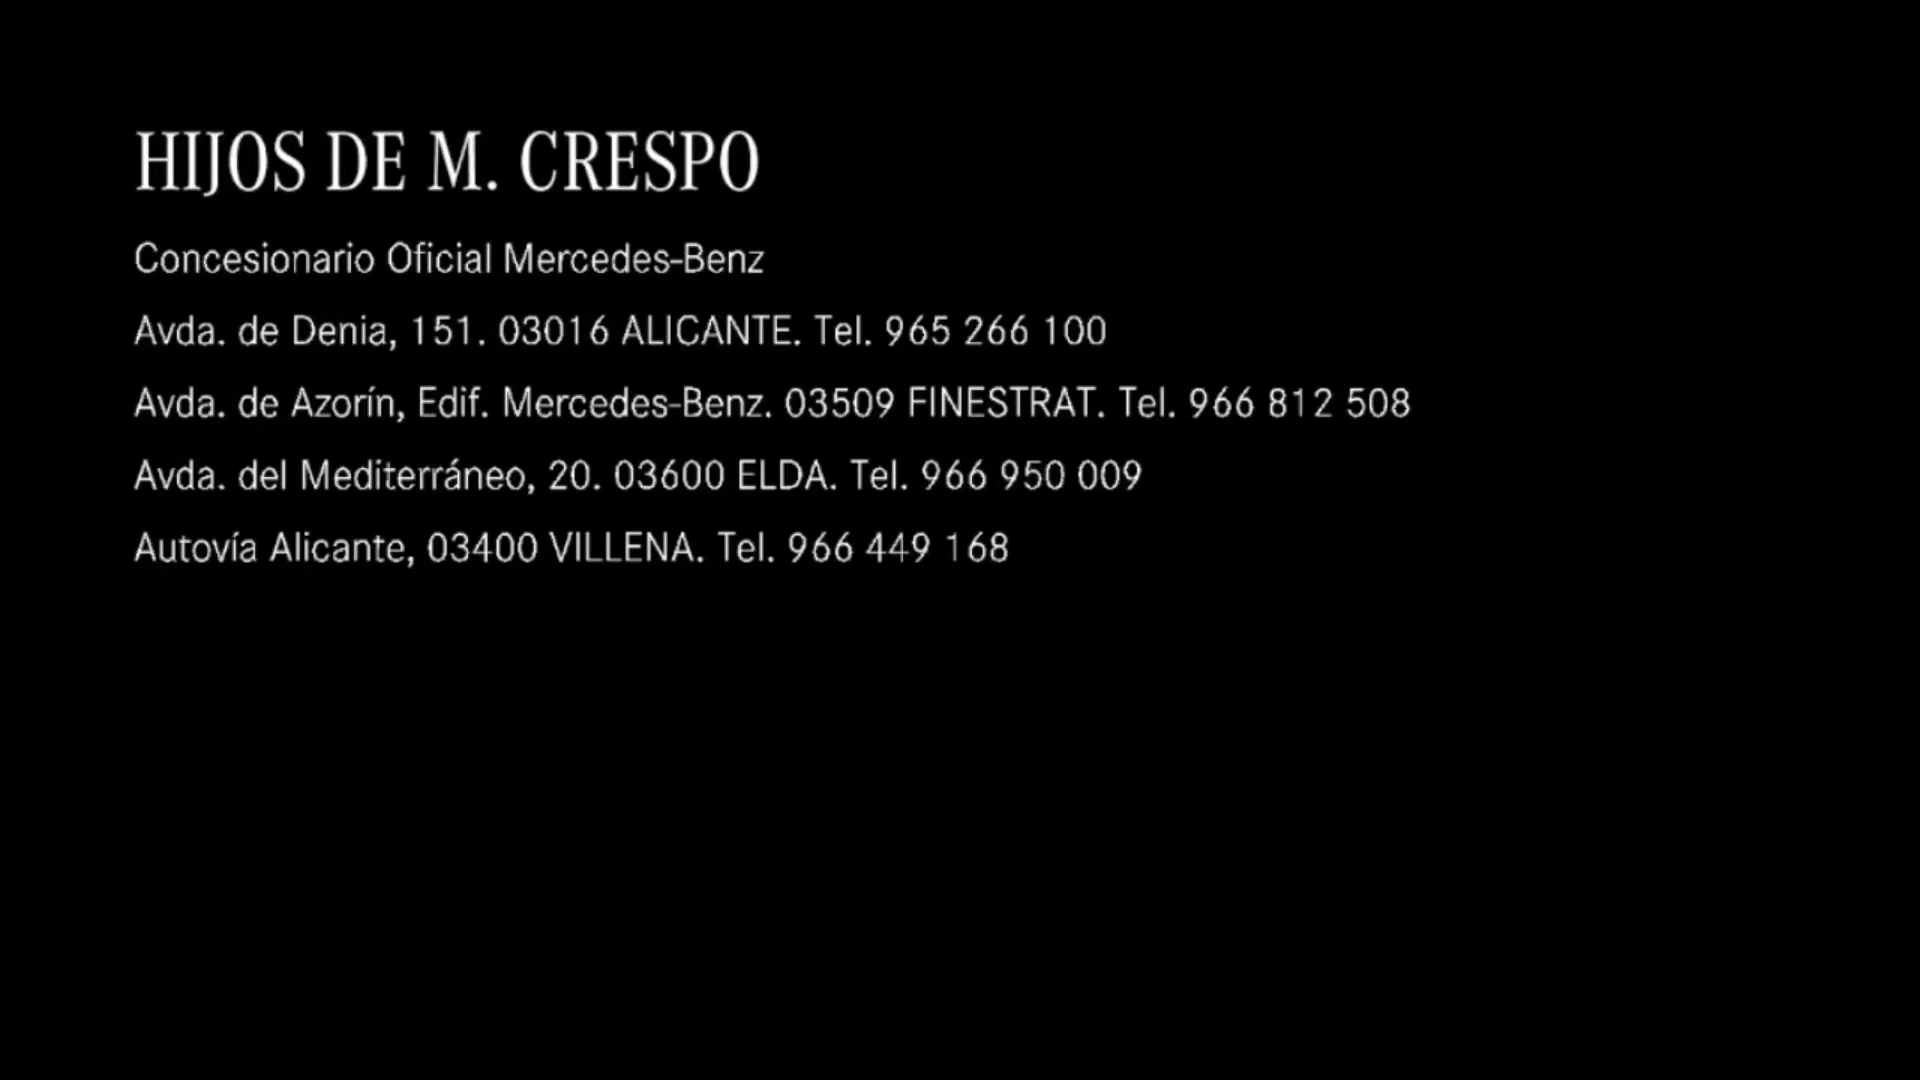 HIJOS DE M. CRESPO
Concesionario Oficial Mercedes-Benz
Avda. de Denia, 151. 03016 ALICANTE. Tel. 965 266 100
Avda. de Azorín, Edif. Mercedes-Benz. 03509 FINESTRAT. Tel. 966 812 508
Avda. del Mediterráneo, 20. 03600 ELDA. Tel. 966 950 009
Autovía Alicante, 03400 VILLENA. Tel. 966 449 168